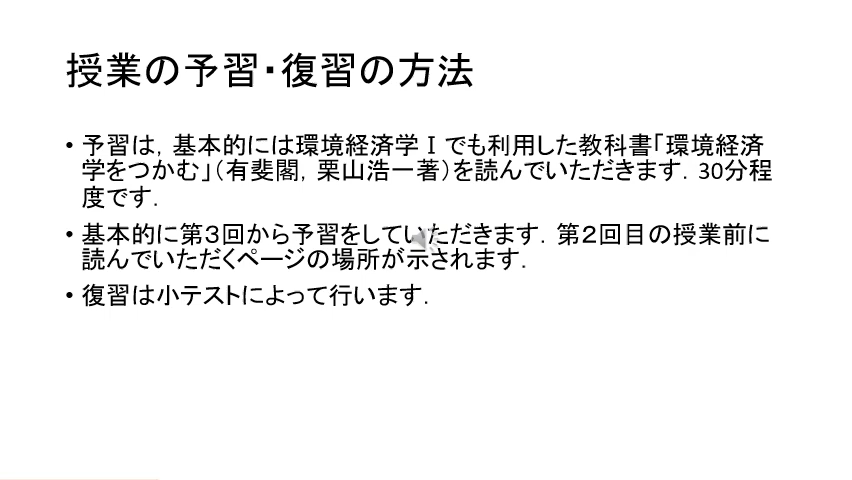 授業の予習・復習の方法
• 予習は，基本的には環境経済学Ⅰでも利用した教科書「環境経済
学をつかむ」（有斐閣，栗山浩一著）を読んでいただきます．30分程
度です．
• 基本的に第３回から予習をしていただきます．第２回目の授業前に
読んでいただくページの場所が示されます．
• 復習は小テストによって行います．